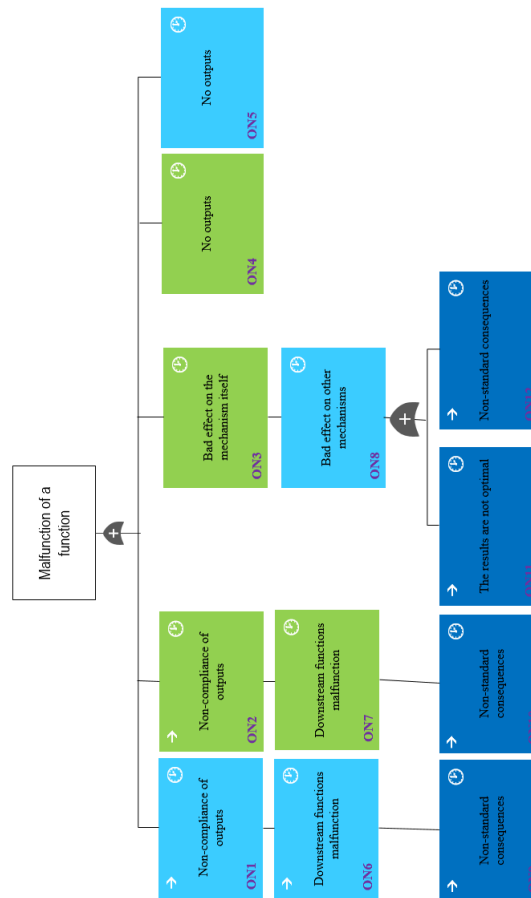 Malfunction of a
function
+
Non-compliance of
outputs
ON1
Non-compliance of
outputs
ON2
Bad effect on the
mechanism itself
ON3
No outputs
ON4
No outputs
ON5
Downstream functions
malfunction
ON6
Downstream functions
malfunction
ON7
Bad effect on other
mechanisms
ON8
+
Non-standard
consequences
Non-standard
consequences
The results are not optimal
Non-standard consequences